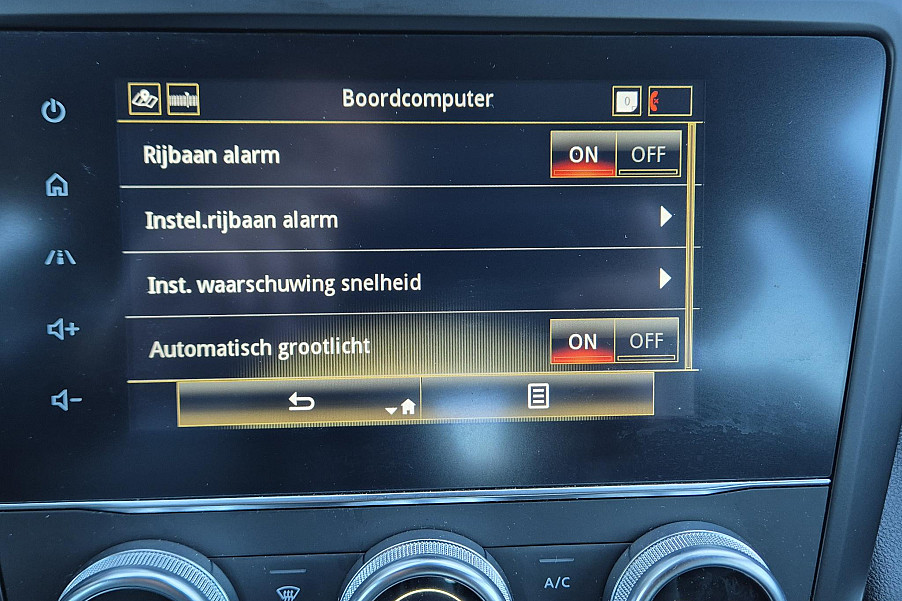 Boordcomputer
Rijbaan alarm
ON OFF
Instel.rijbaan alarm
Inst. waarschuwing snelheid
Automatisch grootlicht
ON OFF
A/C